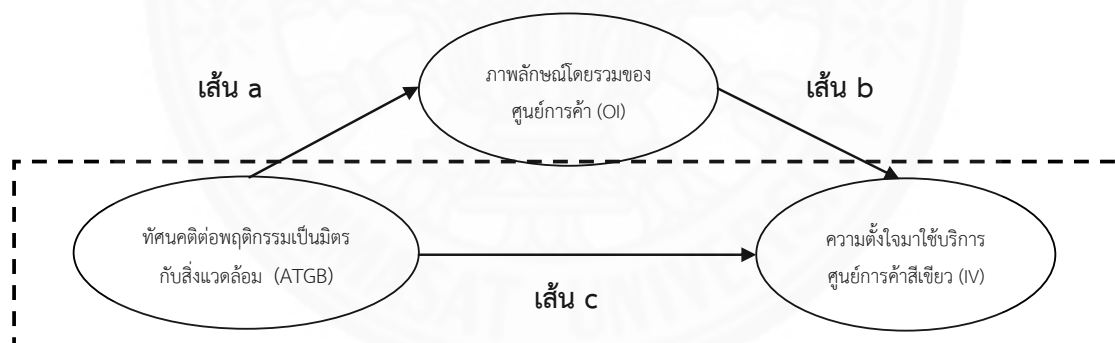 เส้น a
ภาพลักษณ์โดยรวมของ
ศูนย์การค้า (OI)
เส้น b
ทัศนคติต่อพฤติกรรมเป็นมิตร
กับสิ่งแวดล้อม (ATGB)
ความตั้งใจมาใช้บริการ
ศูนย์การค้าสีเขียว (IV)
เส้น c